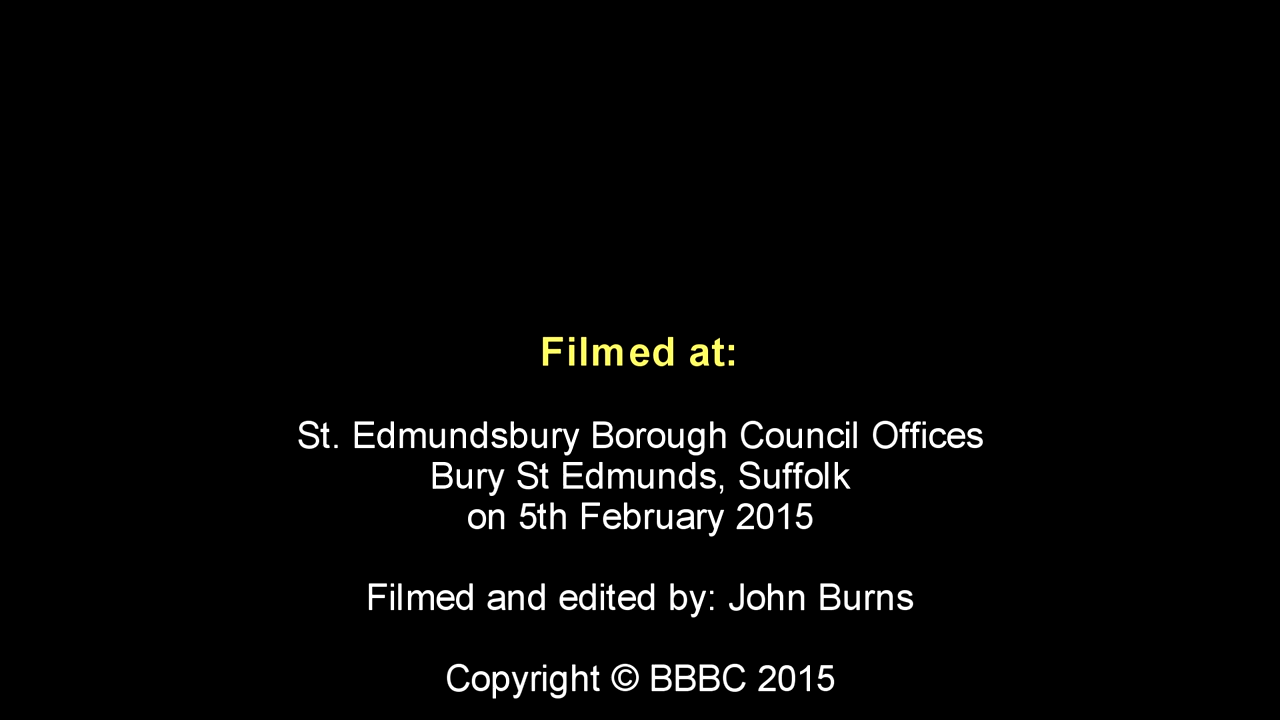 Filmed at:
St. Edmundsbury Borough Council Offices
Bury St Edmunds, Suffolk
on 5th February 2015
Filmed and edited by: John Burns
Copyright © BBBC 2015